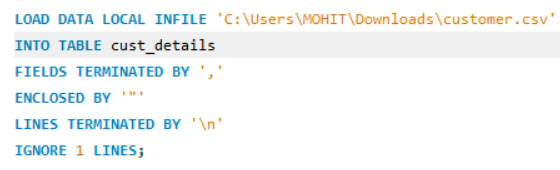 LOAD DATA LOCAL INFILE 'C:\Users\MOHIT\Downloads\customer.csv'
INTO TABLE cust_details
FIELDS TERMINATED BY ','
ENCLOSED BY '"'
LINES TERMINATED BY '\n'
IGNORE 1 LINES;